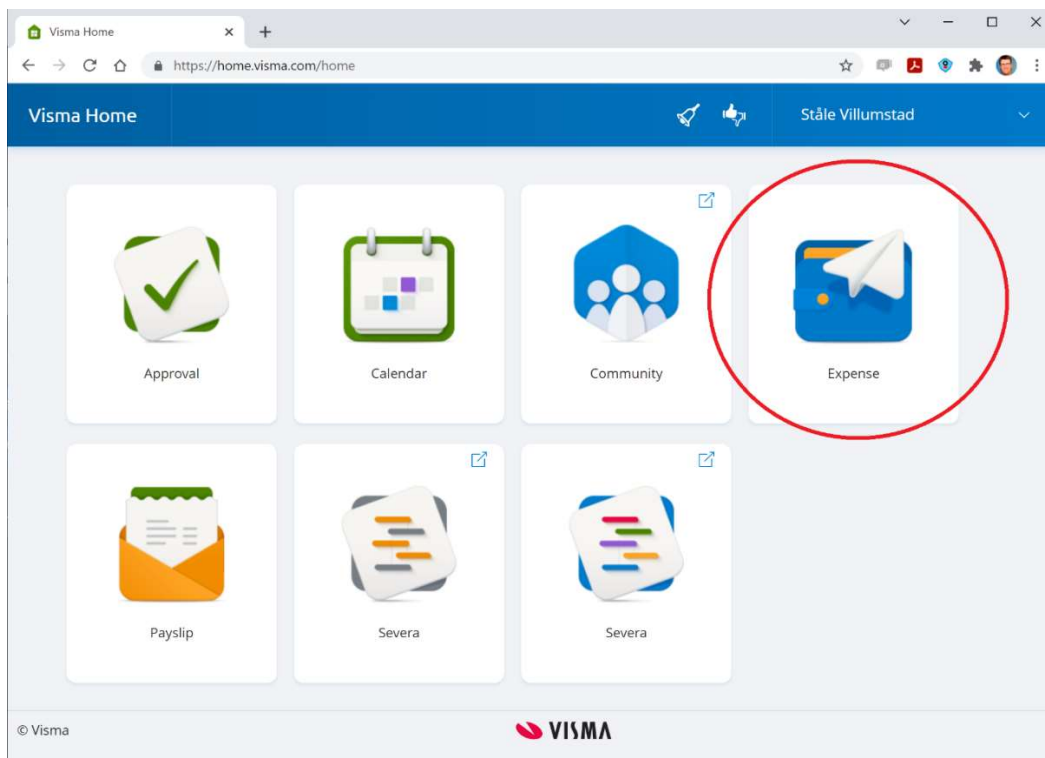 Visma Home
https://home.visma.com/home
Visma Home
Ståle Villumstad
Approval
Calendar
Community
Expense
Payslip
Severa
Severa
© Visma
VISMA